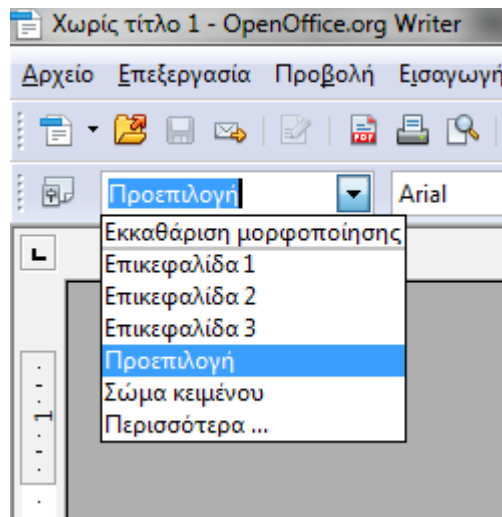 Χωρίς τίτλο 1 - OpenOffice.org Writer
Αρχείο Επεξεργασία Προβολή Εισαγωγή
Προεπιλογή Arial
Εκκαθάριση μορφοποίησης
Επικεφαλίδα 1
Επικεφαλίδα 2
Επικεφαλίδα 3
Προεπιλογή
Σώμα κειμένου
Περισσότερα ...
1